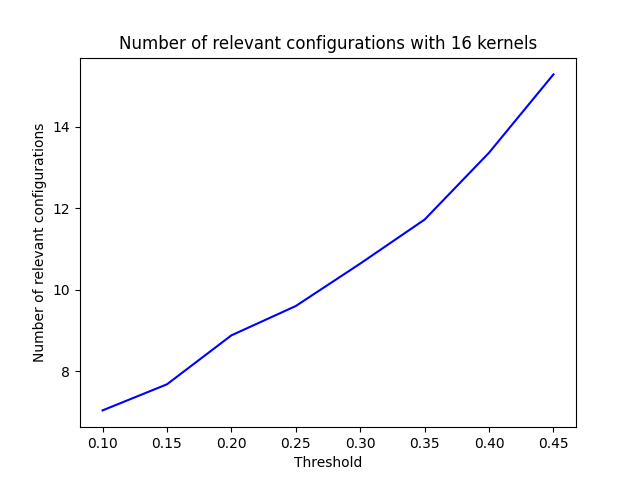 Number of relevant configurations with 16 kernels
Number of relevant configurations
14
12
10
8
0.10 0.15 0.20 0.25 0.30 0.35 0.40 0.45
Threshold